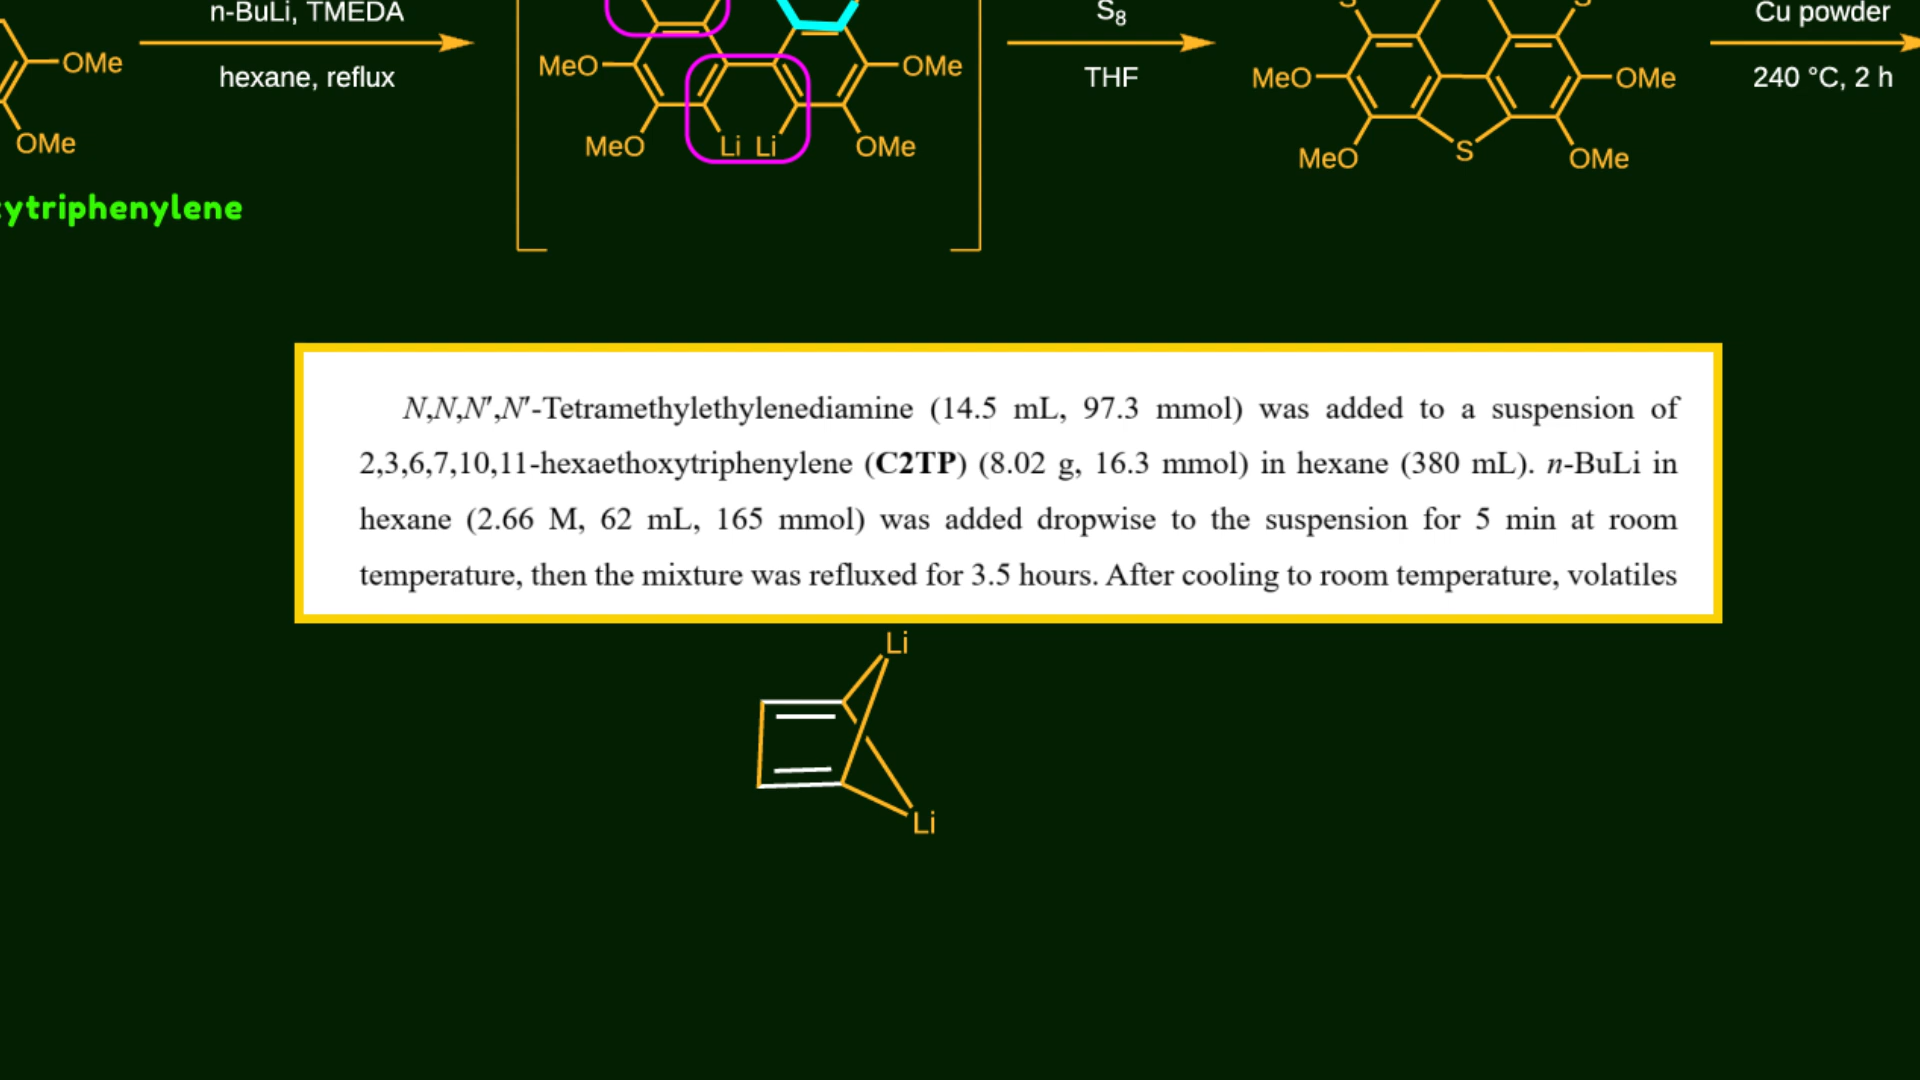 n-BuLi, TMEDA
hexane, reflux
OMe
OMe
ytriphenylene
MeO
OMe
MeO
Li Li
OMe
S8
THF
S
S
MeO
OMe
MeO
S
OMe
Cu powder
240 °C, 2 h
N,N,N′,N′-Tetramethylethylenediamine (14.5 mL, 97.3 mmol) was added to a suspension of
2,3,6,7,10,11-hexaethoxytriphenylene (C2TP) (8.02 g, 16.3 mmol) in hexane (380 mL). n-BuLi in
hexane (2.66 M, 62 mL, 165 mmol) was added dropwise to the suspension for 5 min at room
temperature, then the mixture was refluxed for 3.5 hours. After cooling to room temperature, volatiles
Li
Li